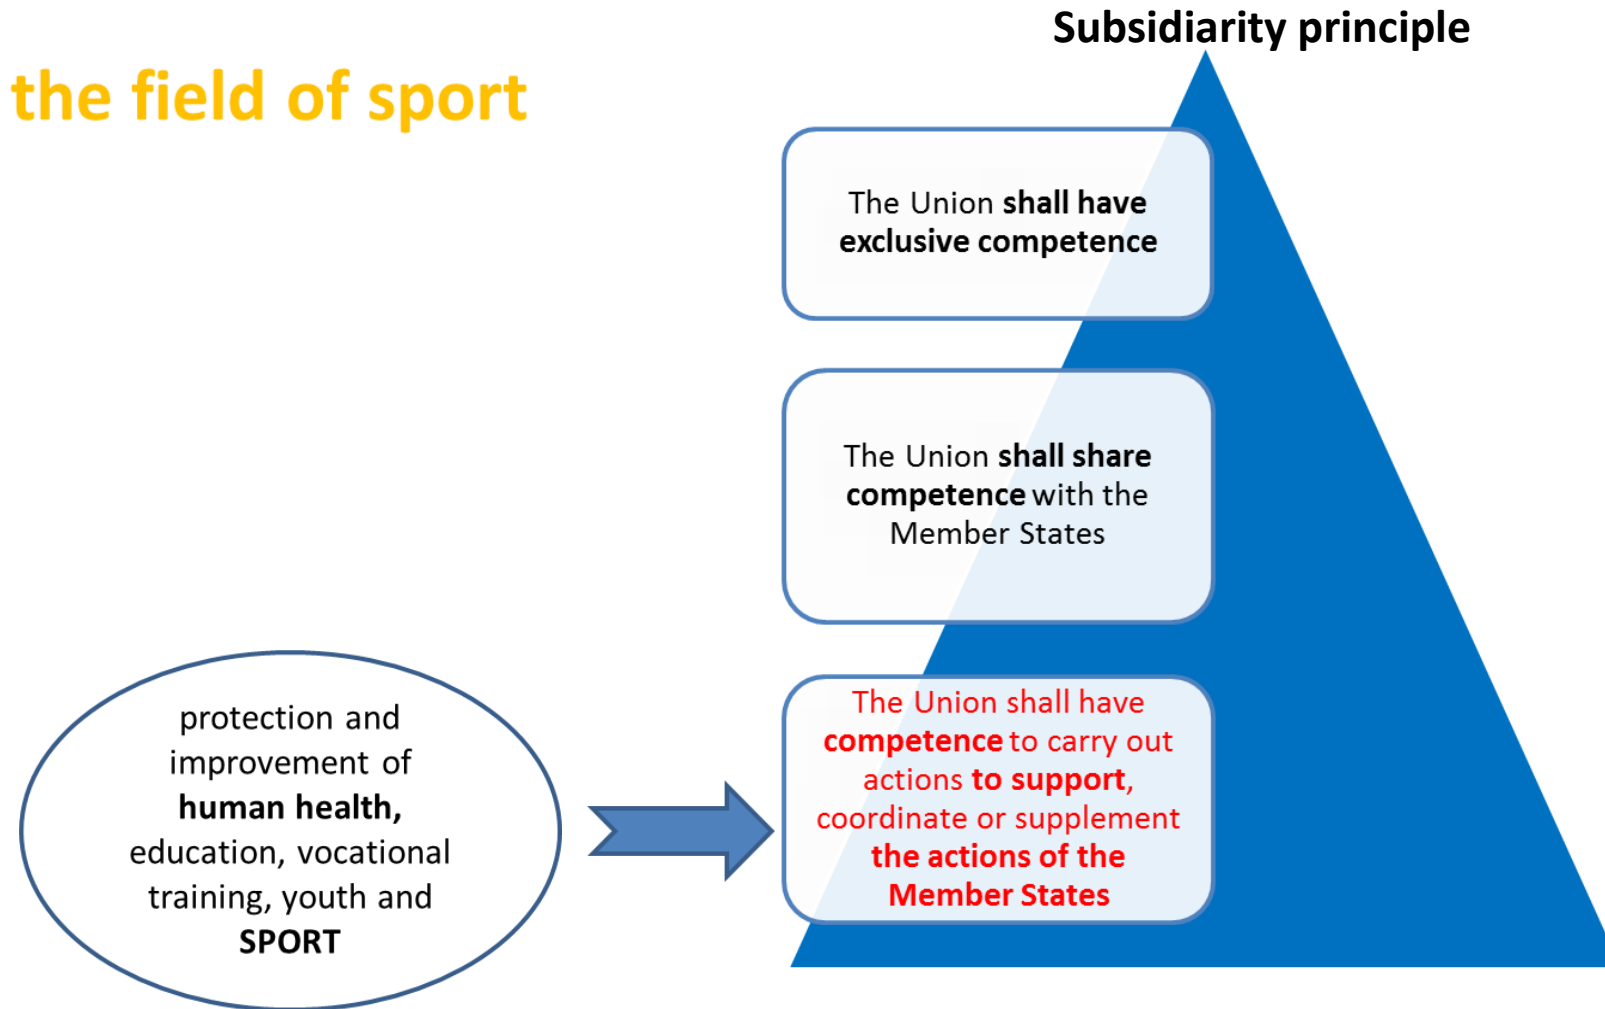 Subsidiarity principle
the field of sport
The Union shall have
exclusive competence
The Union shall share
competence with the
Member States
The Union shall have
competence to carry out
actions to support,
coordinate or supplement
the actions of the
Member States
protection and
improvement of
human health,
education, vocational
training, youth and
SPORT